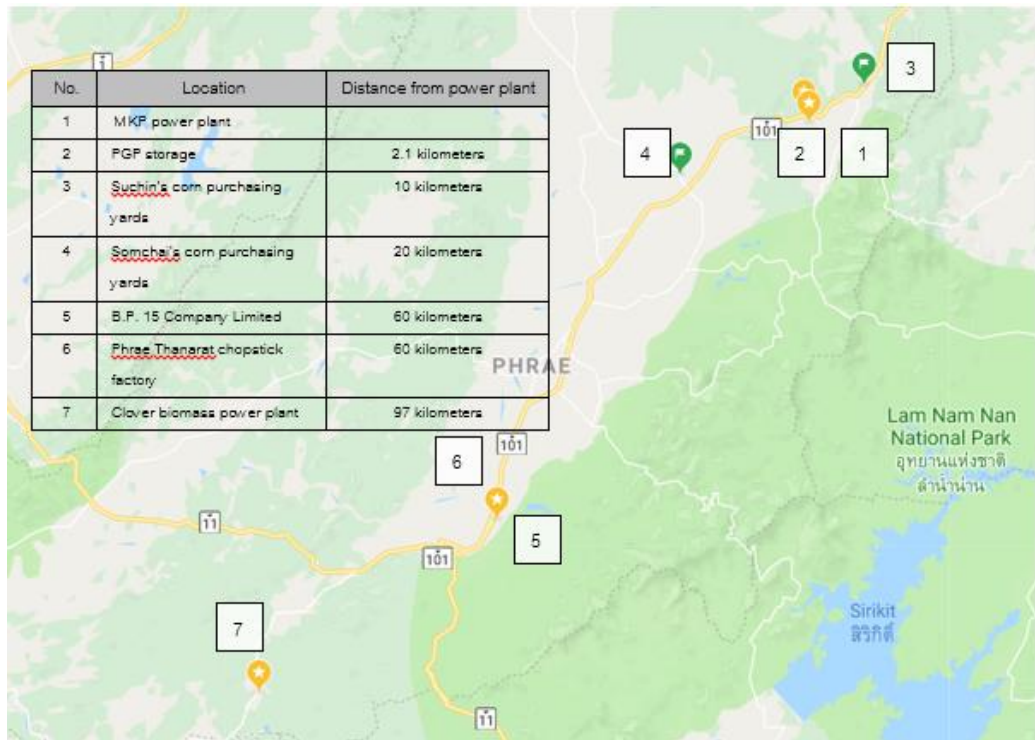 1
No. Location Distance from power plant
1 MKP power plant
2 PGP storage 2.1 kilometers
3 Suchin's corn purchasing yards 10 kilometers
4 Somchai's corn purchasing yards 20 kilometers
5 B.P. 15 Company Limited 60 kilometers
6 Phrae Thanarat chopstick factory 60 kilometers
7 Clover biomass power plant 97 kilometers
3
101
4
2
1
PHRAE
Lam Nam Nan
National Park
อุทยานแห่งชาติ
ลำน้ำน่าน
101
6
11
5
101
Sirikit
สิริกิติ์
7
11